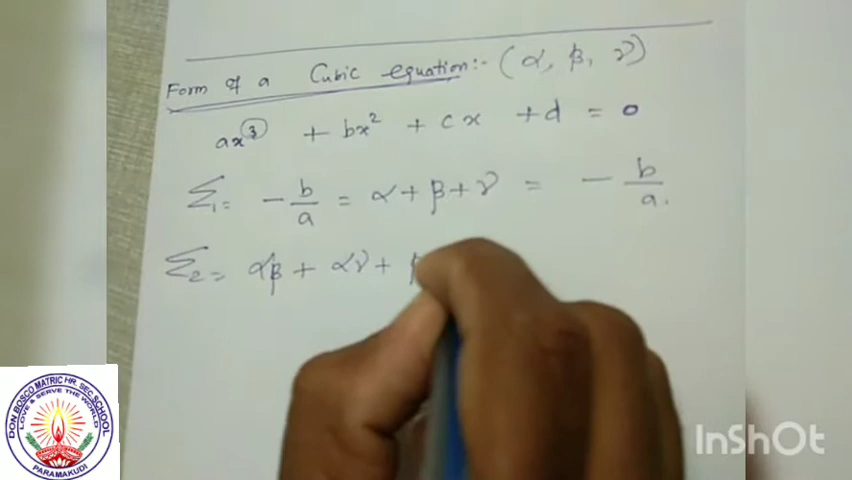 Form of a Cubic equation:- (α, β, γ)
ax³ + bx² + cx + d = 0
Σ₁ = - b/a = α + β + γ = - b/a.
Σ₂ = αβ + αγ + β
DON BOSCO MATRIC HR. SEC. SCHOOL
LOVE & SERVE THE WORLD
PARAMAKUDI
InShOt